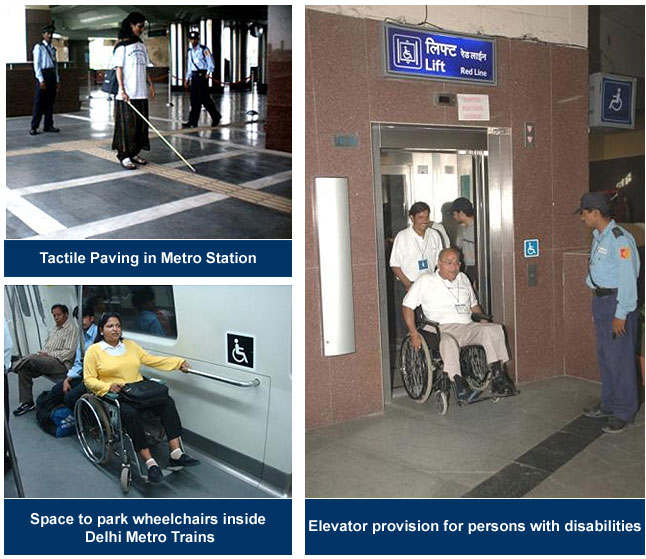 Tactile Paving in Metro Station
Space to park wheelchairs inside
Delhi Metro Trains
लिफ्ट रेड लाईन
Lift Red Line
Elevator provision for persons with disabilities